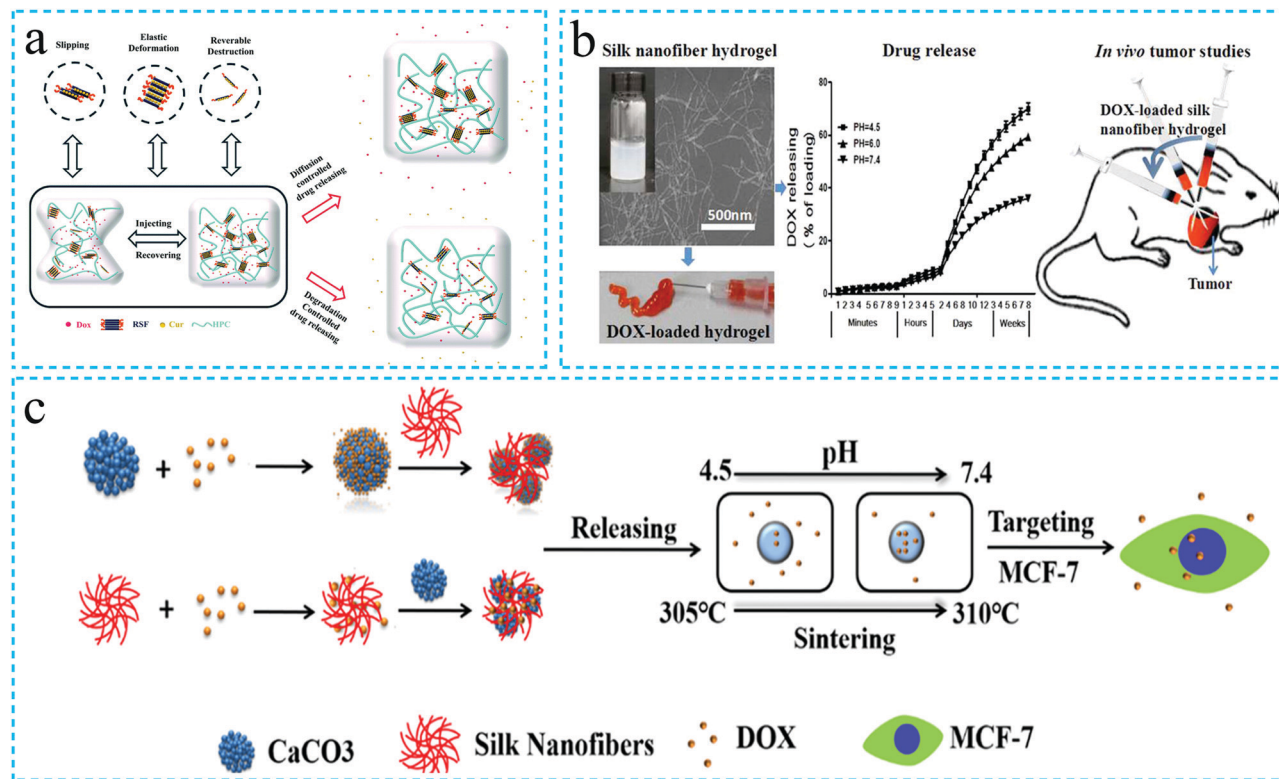 a
Slipping
Elastic
Deformation
Reverable
Destruction
Diffusion
controlled
drug releasing
Injecting
Recovering
Degradation
Controlled
drug releasing
Dox
RSF
Cur
HPC
b
Silk nanofiber hydrogel
500nm
DOX-loaded hydrogel
Drug release
DOX releasing
( % of loading)
80
60
40
20
0
PH=4.5
PH=6.0
PH=7.4
1 2 3 4 5 6 7 8 9 1 2 3 4 5 2 4 6 8 10 12 3 4 5 6 7 8
Minutes
Hours
Days
Weeks
In vivo tumor studies
DOX-loaded silk
nanofiber hydrogel
Tumor
c
+
+
Releasing
4.5
pH
7.4
305℃
Sintering
310℃
Targeting
MCF-7
CaCO3
Silk Nanofibers
DOX
MCF-7